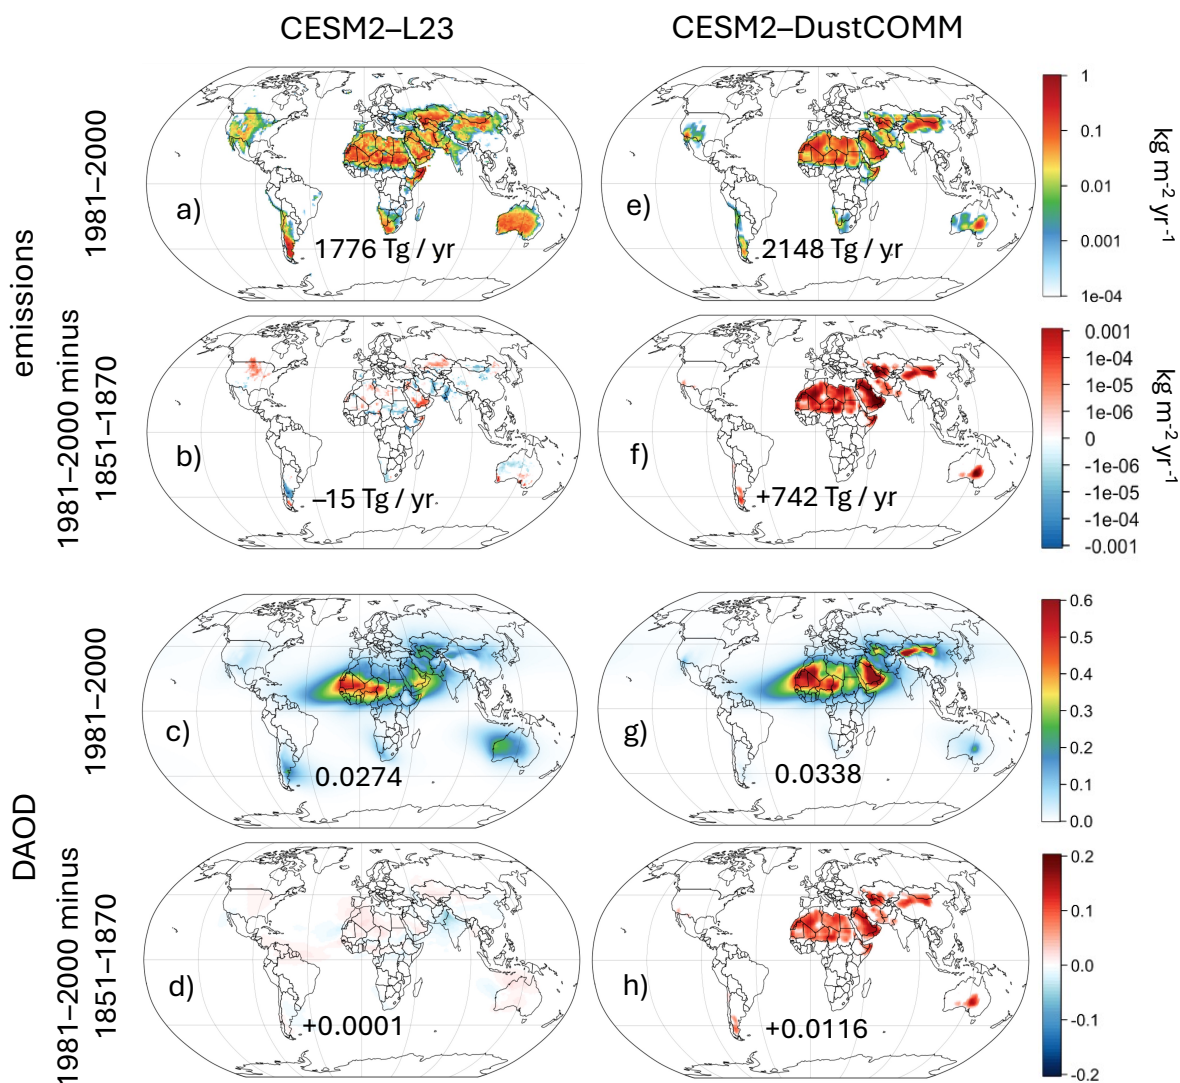 CESM2–L23
CESM2–DustCOMM
emissions
1981–2000
a)
1776 Tg / yr
e)
2148 Tg / yr
1
0.1
0.01
0.001
1e-04
kg m⁻² yr⁻¹
1981–2000 minus
1851–1870
b)
–15 Tg / yr
f)
+742 Tg / yr
0.001
1e-04
1e-05
1e-06
0
-1e-06
-1e-05
-1e-04
-0.001
kg m⁻² yr⁻¹
DAOD
1981–2000
c)
0.0274
g)
0.0338
0.6
0.5
0.4
0.3
0.2
0.1
0.0
1981–2000 minus
1851–1870
d)
+0.0001
h)
+0.0116
0.2
0.1
0.0
-0.1
-0.2